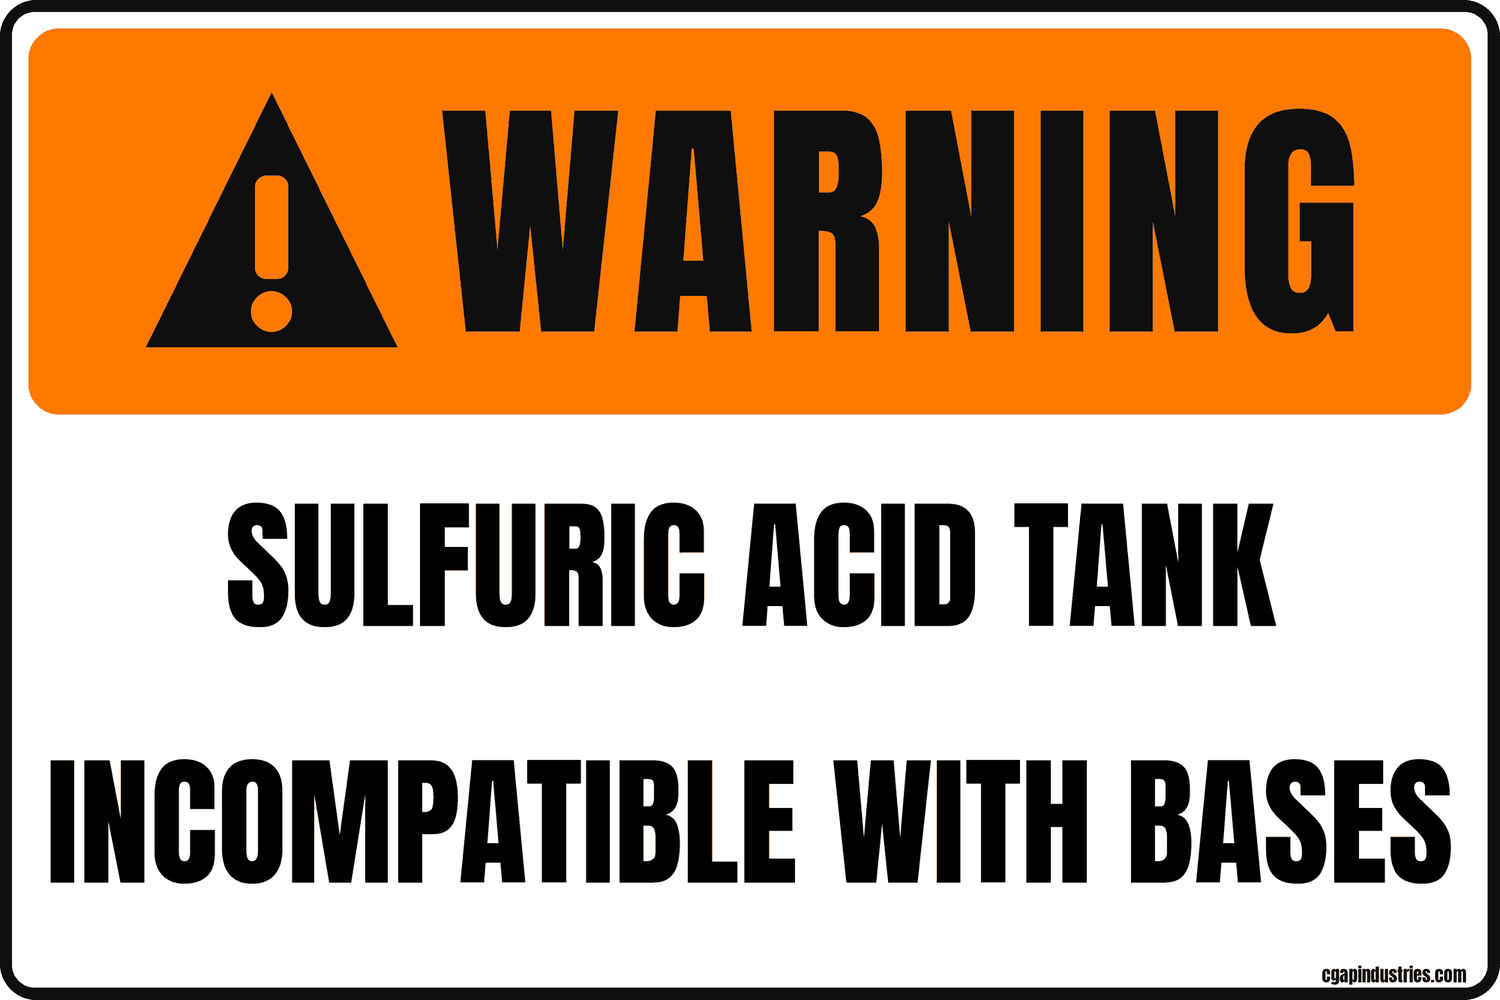 WARNING
SULFURIC ACID TANK
INCOMPATIBLE WITH BASES
cgapindustries.com